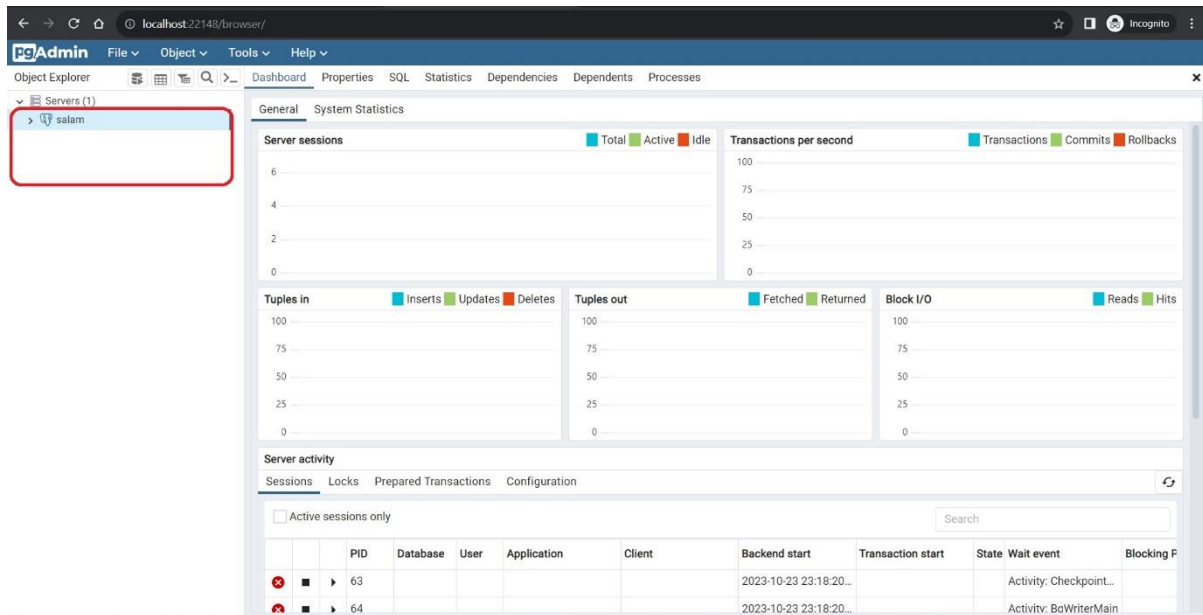 localhost:22148/browser/
Incognito
pgAdmin File Object Tools Help
Object Explorer
Dashboard Properties SQL Statistics Dependencies Dependents Processes
Servers (1)
salam
General System Statistics
Server sessions Total Active Idle
6
4
2
0
Transactions per second Transactions Commits Rollbacks
100
75
50
25
0
Tuples in Inserts Updates Deletes
100
75
50
25
0
Tuples out Fetched Returned
100
75
50
25
0
Block I/O Reads Hits
100
75
50
25
0
Server activity
Sessions Locks Prepared Transactions Configuration
Active sessions only Search
PID Database User Application Client Backend start Transaction start State Wait event Blocking P
63 2023-10-23 23:18:20... Activity: Checkpoint...
64 2023-10-23 23:18:20... Activity: BgWriterMain